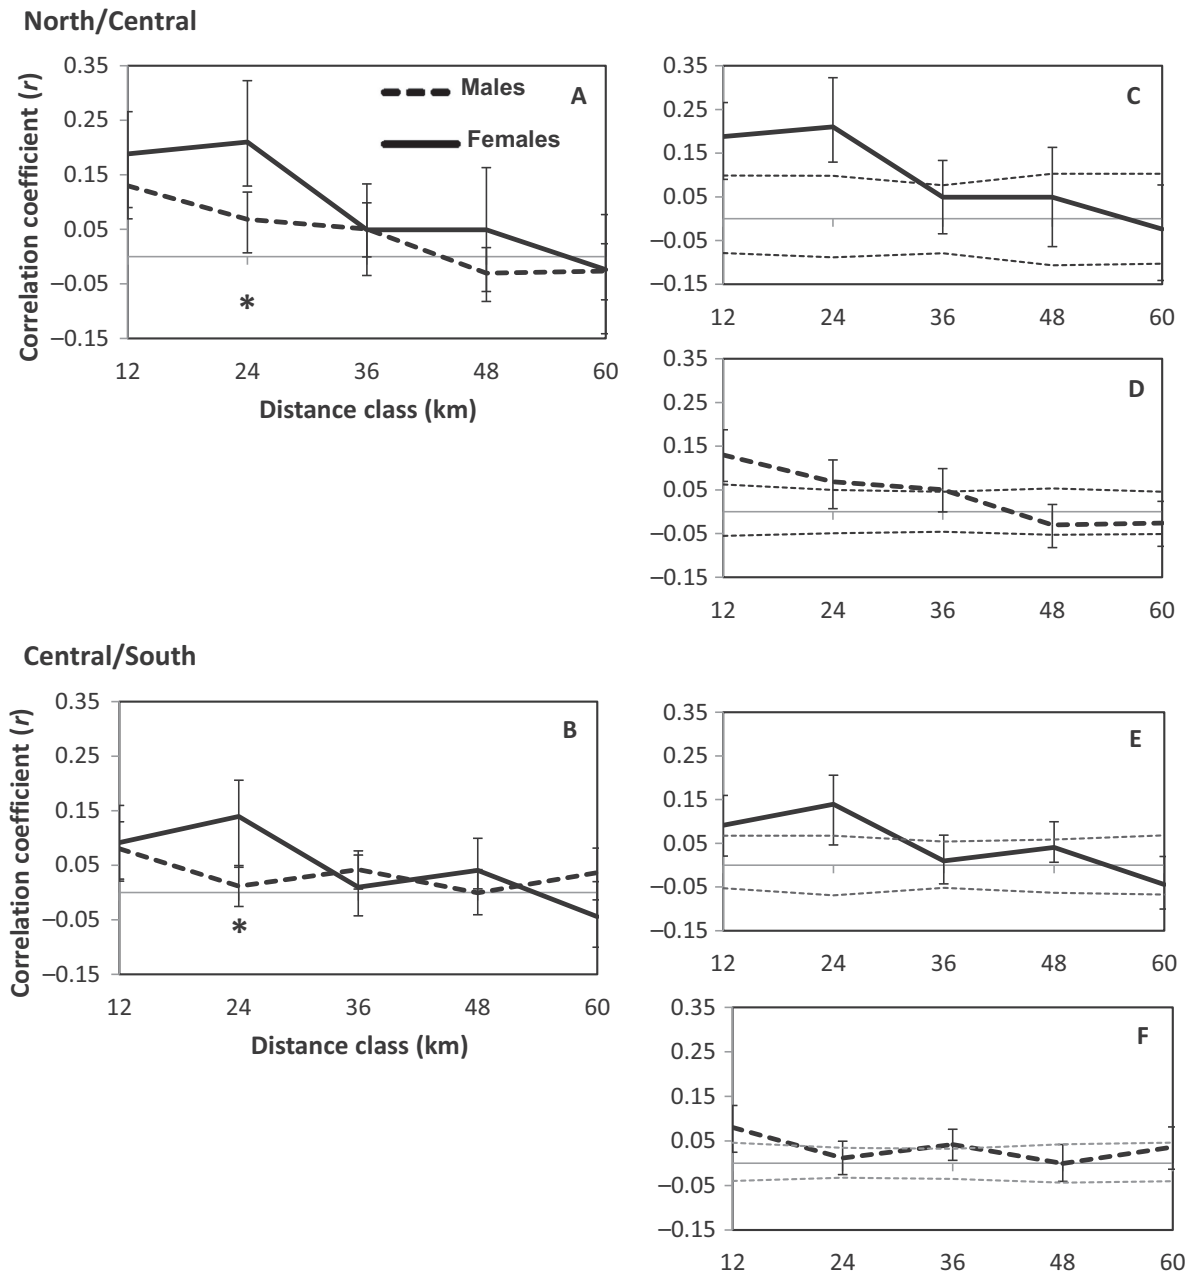 North/Central
Correlation coefficient (r)
0.35
0.25
0.15
0.05
–0.05
–0.15
Males
Females
A
*
12 24 36 48 60
Distance class (km)
0.35
0.25
0.15
0.05
–0.05
–0.15
C
12 24 36 48 60
0.35
0.25
0.15
0.05
–0.05
–0.15
D
12 24 36 48 60
Central/South
Correlation coefficient (r)
0.35
0.25
0.15
0.05
–0.05
–0.15
B
*
12 24 36 48 60
Distance class (km)
0.35
0.25
0.15
0.05
–0.05
–0.15
E
12 24 36 48 60
0.35
0.25
0.15
0.05
–0.05
–0.15
F
12 24 36 48 60